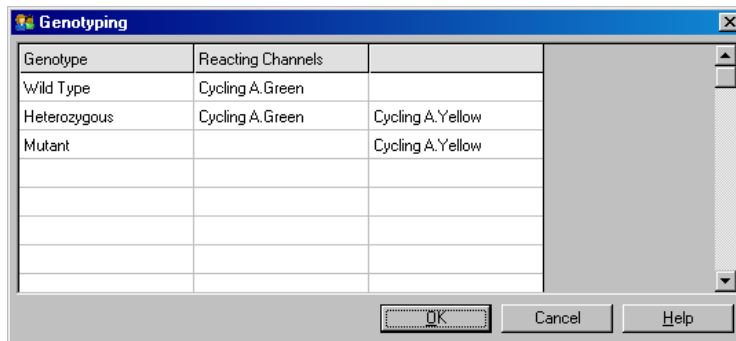 Genotyping
Genotype Reacting Channels
Wild Type Cycling A.Green
Heterozygous Cycling A.Green Cycling A.Yellow
Mutant Cycling A.Yellow
OK Cancel Help